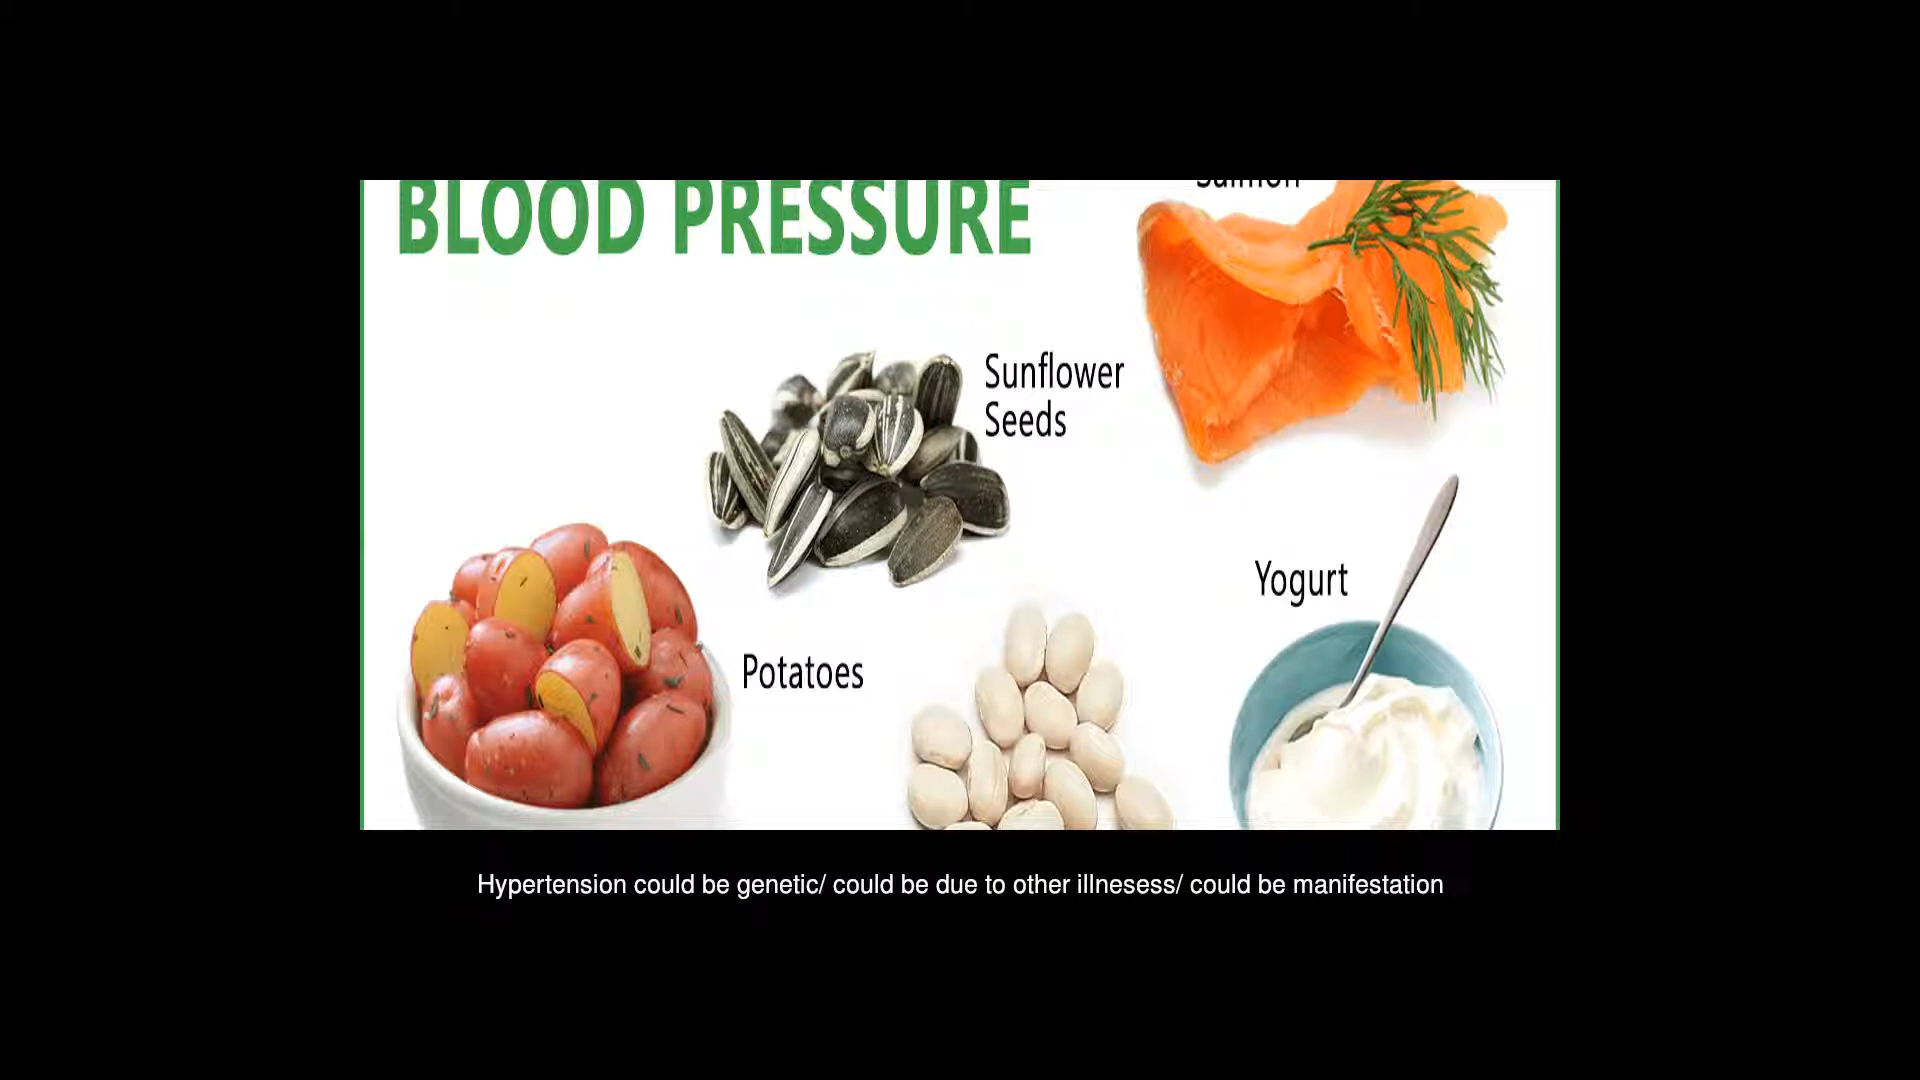 BLOOD PRESSURE
Salmon
Sunflower
Seeds
Yogurt
Potatoes
Hypertension could be genetic/ could be due to other illnesess/ could be manifestation